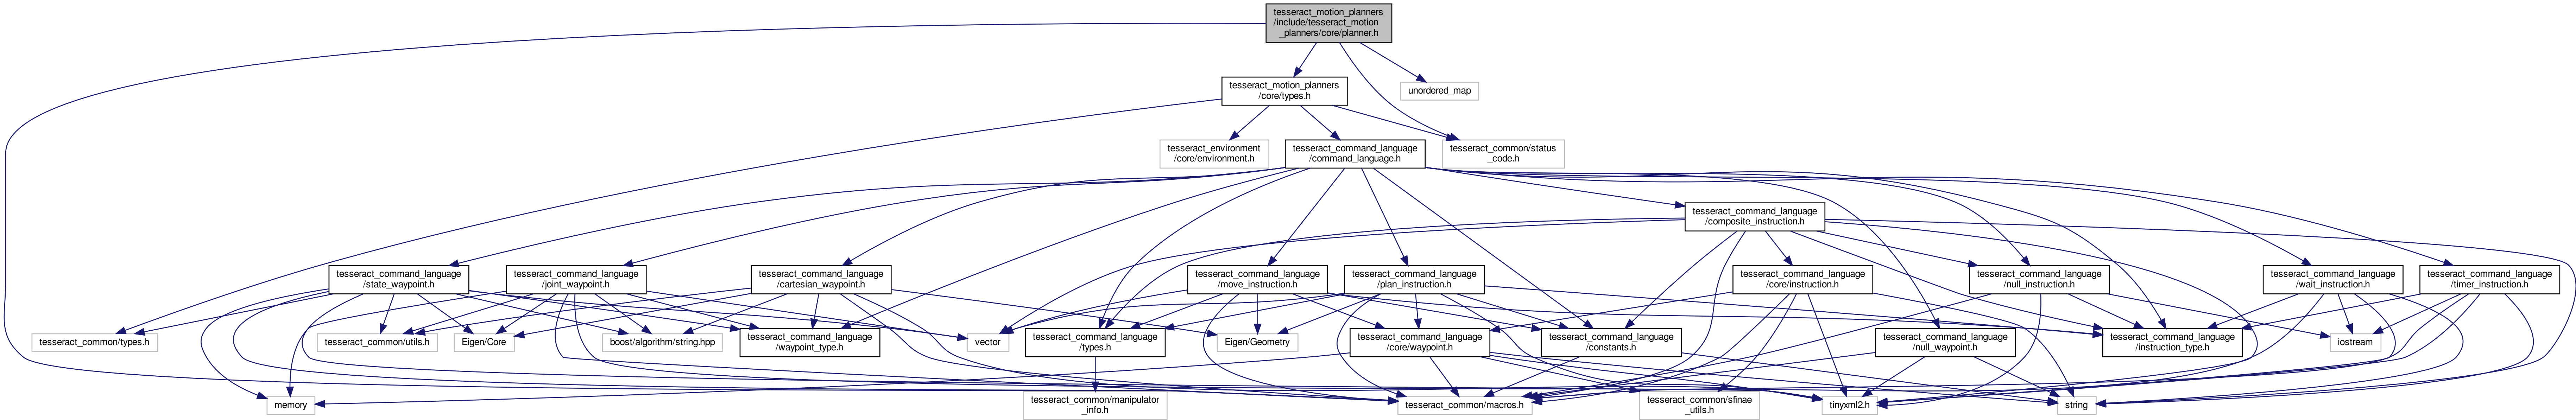 tesseract_motion_planners
/include/tesseract_motion
_planners/core/planner.h
tesseract_motion_planners
/core/types.h
unordered_map
tesseract_environment
/core/environment.h
tesseract_command_language
/command_language.h
tesseract_common/status
_code.h
tesseract_command_language
/composite_instruction.h
tesseract_command_language
/state_waypoint.h
tesseract_command_language
/joint_waypoint.h
tesseract_command_language
/cartesian_waypoint.h
tesseract_command_language
/move_instruction.h
tesseract_command_language
/plan_instruction.h
tesseract_command_language
/core/instruction.h
tesseract_command_language
/null_instruction.h
tesseract_command_language
/wait_instruction.h
tesseract_command_language
/timer_instruction.h
tesseract_common/types.h
tesseract_common/utils.h
Eigen/Core
boost/algorithm/string.hpp
tesseract_command_language
/waypoint_type.h
vector
tesseract_command_language
/types.h
Eigen/Geometry
tesseract_command_language
/core/waypoint.h
tesseract_command_language
/constants.h
tesseract_command_language
/null_waypoint.h
tesseract_command_language
/instruction_type.h
iostream
memory
tesseract_common/manipulator
_info.h
tesseract_common/macros.h
tesseract_common/sfinae
_utils.h
tinyxml2.h
string